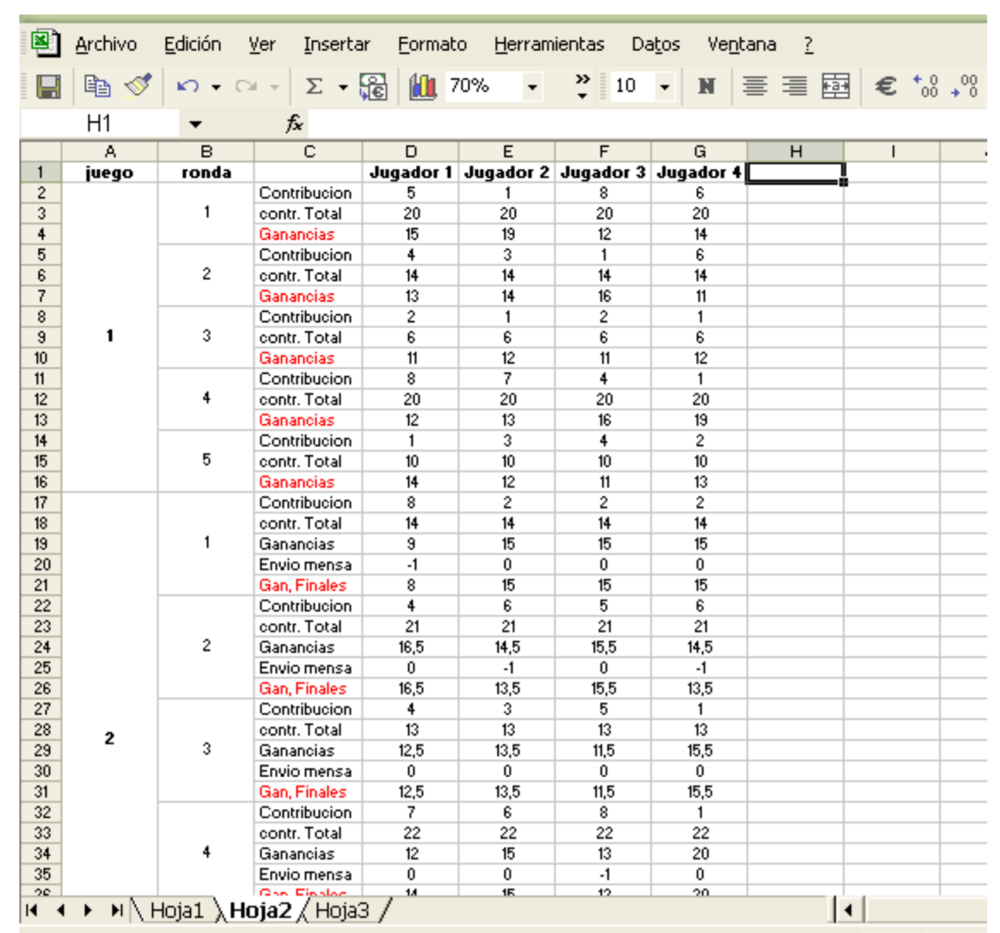 Archivo Edición Ver Insertar Formato Herramientas Datos Ventana ?
Σ 70% » 10 N € 
H1 fx
A B C D E F G H I
1 juego ronda Jugador 1 Jugador 2 Jugador 3 Jugador 4
2 Contribucion 5 1 8 6
3 1 contr. Total 20 20 20 20
4 Ganancias 15 19 12 14
5 Contribucion 4 3 1 6
6 2 contr. Total 14 14 14 14
7 Ganancias 13 14 16 11
8 Contribucion 2 1 2 1
9 1 3 contr. Total 6 6 6 6
10 Ganancias 11 12 11 12
11 Contribucion 8 7 4 1
12 4 contr. Total 20 20 20 20
13 Ganancias 12 13 16 19
14 Contribucion 1 3 4 2
15 5 contr. Total 10 10 10 10
16 Ganancias 14 12 11 13
17 Contribucion 8 2 2 2
18 contr. Total 14 14 14 14
19 1 Ganancias 9 15 15 15
20 Envio mensa -1 0 0 0
21 Gan, Finales 8 15 15 15
22 Contribucion 4 6 5 6
23 contr. Total 21 21 21 21
24 2 Ganancias 16,5 14,5 15,5 14,5
25 Envio mensa 0 -1 0 -1
26 Gan, Finales 16,5 13,5 15,5 13,5
27 Contribucion 4 3 5 1
28 2 contr. Total 13 13 13 13
29 3 Ganancias 12,5 13,5 11,5 15,5
30 Envio mensa 0 0 0 0
31 Gan, Finales 12,5 13,5 11,5 15,5
32 Contribucion 7 6 8 1
33 contr. Total 22 22 22 22
34 4 Ganancias 12 15 13 20
35 Envio mensa 0 0 -1 0
Hoja1 Hoja2 Hoja3